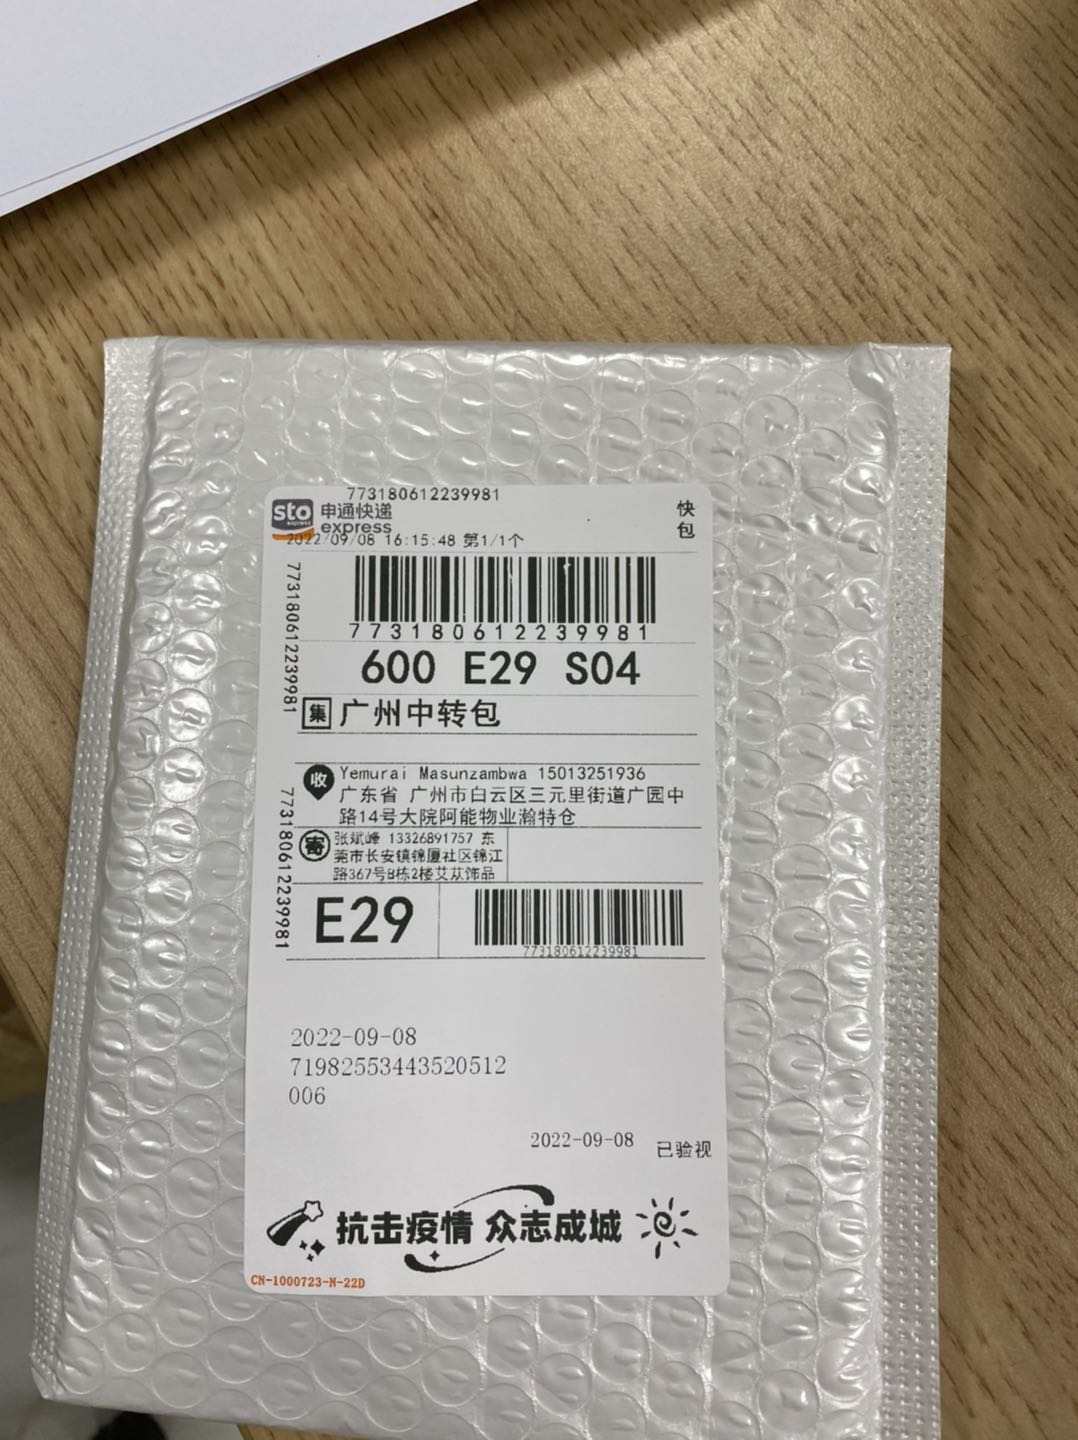 773180612239981
sto
express
申通快递
express
快包
2022/09/08 16:15:48 第1/1个
773180612239981
773180612239981
600 E29 S04
集 广州中转包
收 Yemurai Masunzambwa 15013251936
广东省 广州市白云区三元里街道广园中
路14号大院阿能物业瀚特仓
773180612239981
寄 张斌峰 13326891757 东
莞市长安镇锦厦社区锦江
路367号B栋2楼艾苁饰品
E29
773180612239981
2022-09-08
71982553443520512
006
2022-09-08 已验视
抗击疫情 众志成城
CN-1000723-N-22D